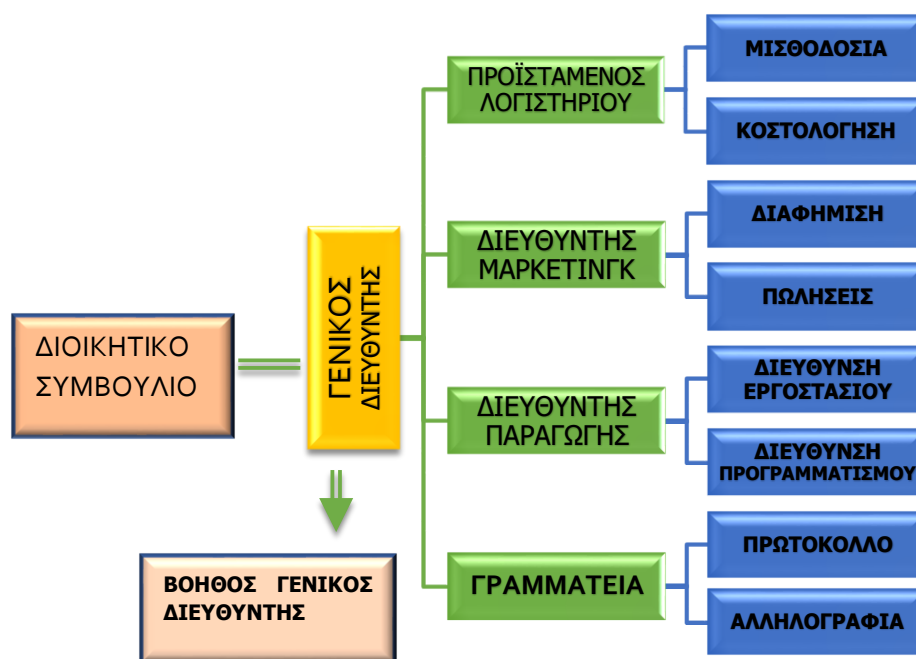 ΔΙΟΙΚΗΤΙΚΟ
ΣΥΜΒΟΥΛΙΟ
ΓΕΝΙΚΟΣ
ΔΙΕΥΘΥΝΤΗΣ
ΒΟΗΘΟΣ ΓΕΝΙΚΟΣ
ΔΙΕΥΘΥΝΤΗΣ
ΠΡΟΪΣΤΑΜΕΝΟΣ
ΛΟΓΙΣΤΗΡΙΟΥ
ΜΙΣΘΟΔΟΣΙΑ
ΚΟΣΤΟΛΟΓΗΣΗ
ΔΙΕΥΘΥΝΤΗΣ
ΜΑΡΚΕΤΙΝΓΚ
ΔΙΑΦΗΜΙΣΗ
ΠΩΛΗΣΕΙΣ
ΔΙΕΥΘΥΝΤΗΣ
ΠΑΡΑΓΩΓΗΣ
ΔΙΕΥΘΥΝΣΗ
ΕΡΓΟΣΤΑΣΙΟΥ
ΔΙΕΥΘΥΝΣΗ
ΠΡΟΓΡΑΜΜΑΤΙΣΜΟΥ
ΓΡΑΜΜΑΤΕΙΑ
ΠΡΩΤΟΚΟΛΛΟ
ΑΛΛΗΛΟΓΡΑΦΙΑ